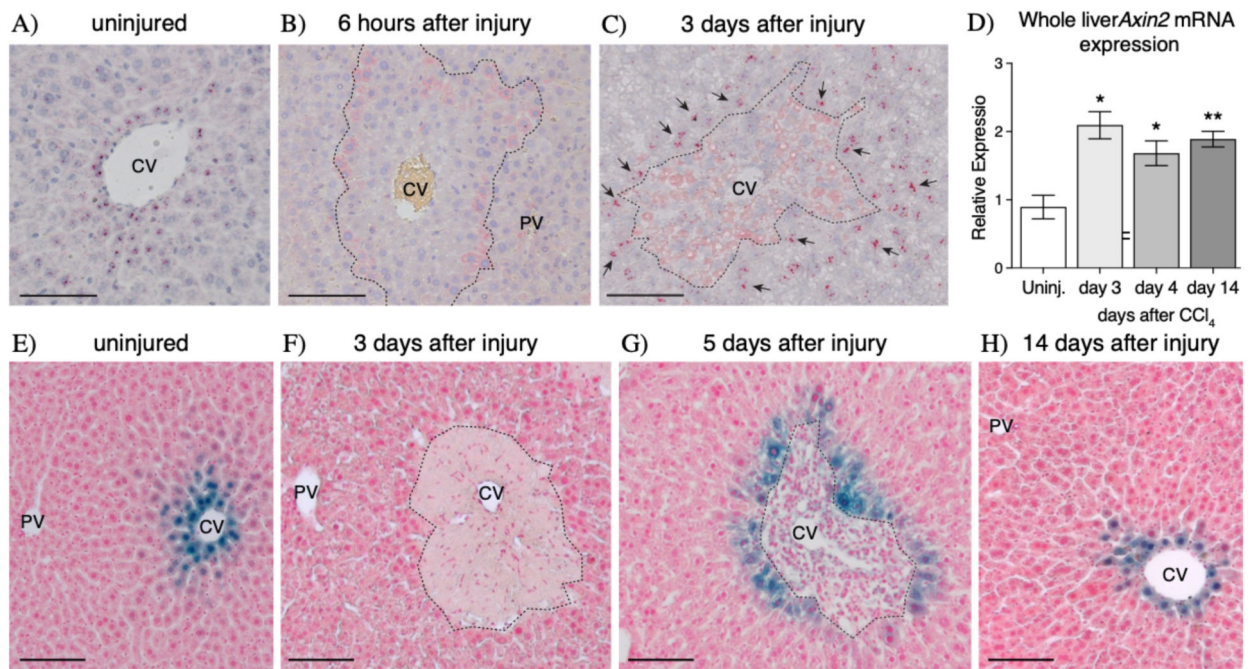 A) uninjured
CV
B) 6 hours after injury
CV
PV
C) 3 days after injury
CV
D) Whole liverAxin2 mRNA
expression
Relative Expressio
3
2
1
0
*
*
**
=
Uninj. day 3 day 4 day 14
days after CCl₄
E) uninjured
PV
CV
F) 3 days after injury
PV
CV
G) 5 days after injury
CV
H) 14 days after injury
PV
CV